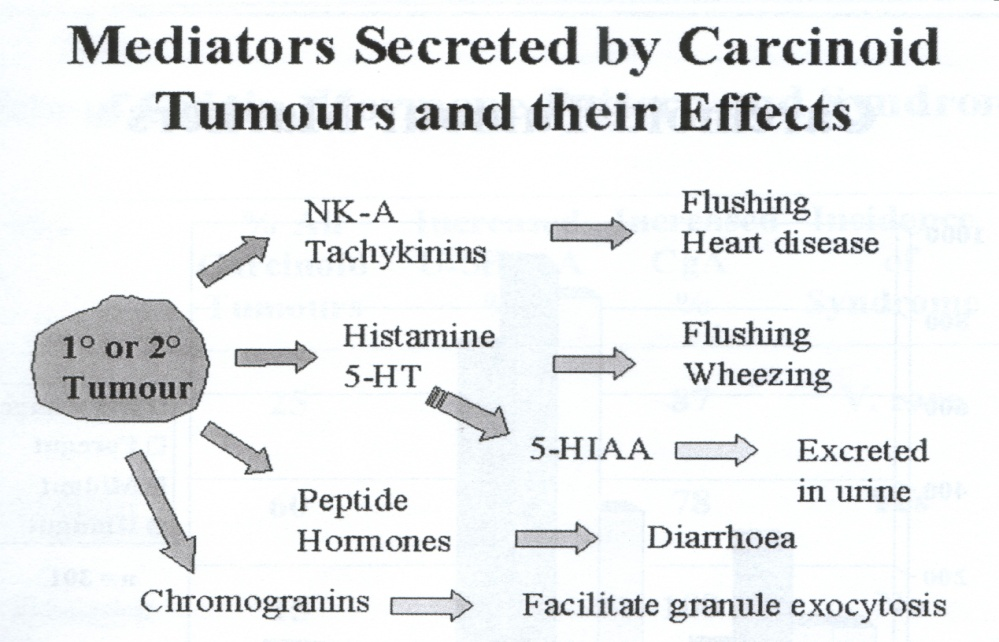 Mediators Secreted by Carcinoid
Tumours and their Effects
NK-A
Tachykinins
Flushing
Heart disease
1° or 2°
Tumour
Histamine
5-HT
Flushing
Wheezing
5-HIAA
Excreted
in urine
Peptide
Hormones
Diarrhoea
Chromogranins
Facilitate granule exocytosis